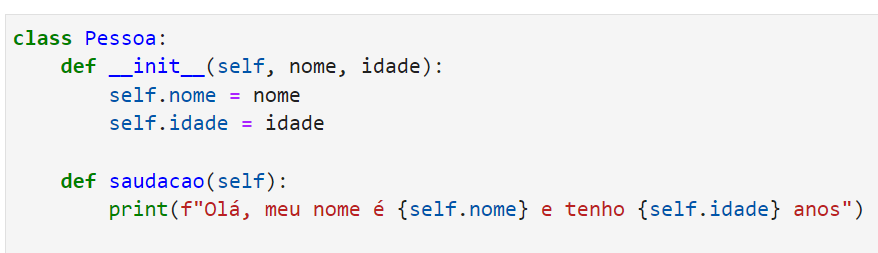 class Pessoa:
    def __init__(self, nome, idade):
        self.nome = nome
        self.idade = idade
    def saudacao(self):
        print(f"Olá, meu nome é {self.nome} e tenho {self.idade} anos")